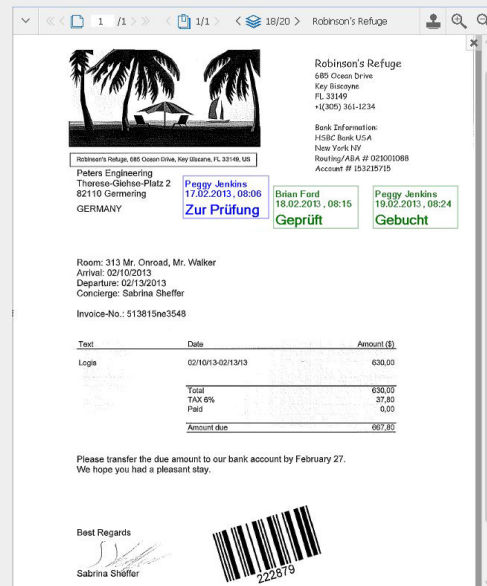 1 /1
1/1
18/20
Robinson's Refuge
Robinson's Refuge
685 Ocean Drive
Key Biscayne
FL 33149
+1(305) 361-1234
Bank Information:
HSBC Bank USA
New York NY
Routing/ABA # 021001088
Account # 153215715
Robinson's Refuge, 685 Ocean Drive, Key Biscane, FL 33149, US
Peters Engineering
Therese-Giehse-Platz 2
82110 Germering
GERMANY
Peggy Jenkins
17.02.2013, 08:06
Zur Prüfung
Brian Ford
18.02.2013, 08:15
Geprüft
Peggy Jenkins
19.02.2013, 08:24
Gebucht
Room: 313 Mr. Onroad, Mr. Walker
Arrival: 02/10/2013
Departure: 02/13/2013
Concierge: Sabrina Sheffer
Invoice-No.: 513815ne3548
Text Date Amount ($)
Logis 02/10/13-02/13/13 630,00
Total 630,00
TAX 6% 37,80
Paid 0,00
Amount due 667,80
Please transfer the due amount to our bank account by February 27.
We hope you had a pleasant stay.
Best Regards
Sabrina Sheffer
222879